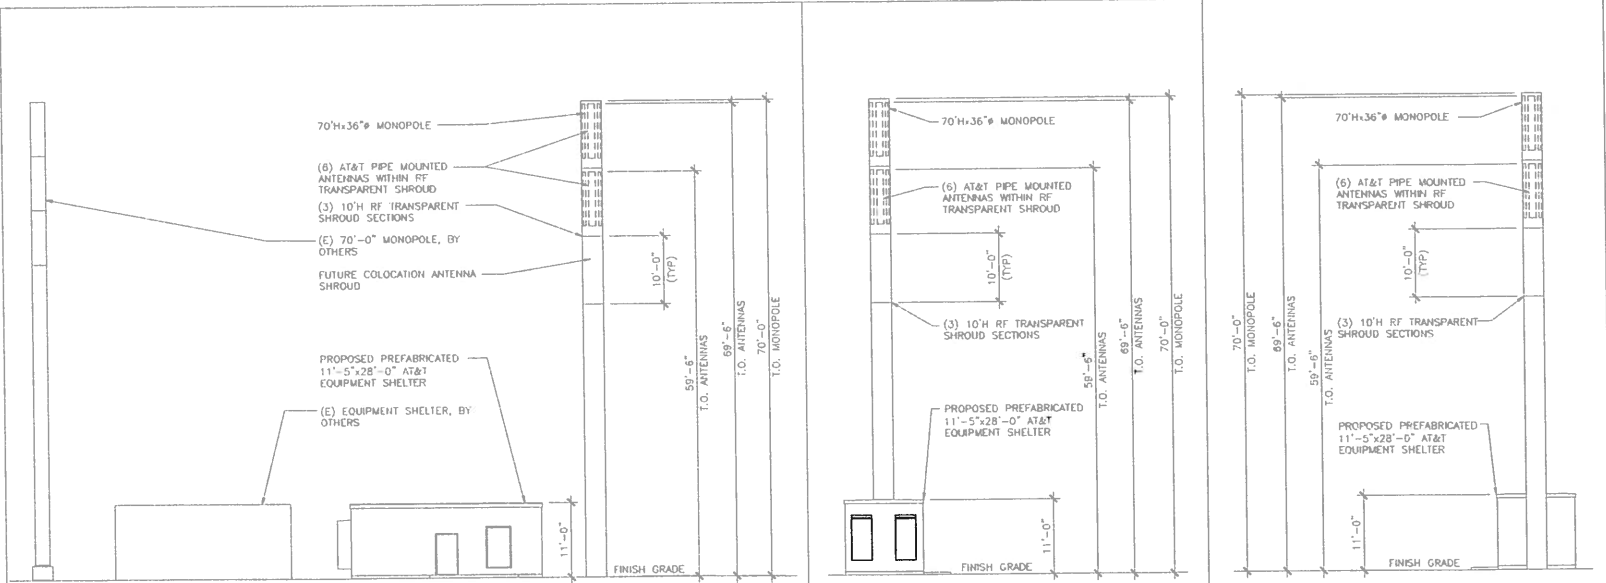 70'Hx36"ø MONOPOLE
(6) AT&T PIPE MOUNTED
ANTENNAS WITHIN RF
TRANSPARENT SHROUD
(3) 10'H RF TRANSPARENT
SHROUD SECTIONS
(E) 70'-0" MONOPOLE, BY
OTHERS
FUTURE COLOCATION ANTENNA
SHROUD
PROPOSED PREFABRICATED
11'-5"x28'-0" AT&T
EQUIPMENT SHELTER
(E) EQUIPMENT SHELTER, BY
OTHERS
10'-0"
(TYP)
59'-6"
T.O. ANTENNAS
69'-6"
T.O. ANTENNAS
70'-0"
T.O. MONOPOLE
11'-0"
FINISH GRADE
70'Hx36"ø MONOPOLE
(6) AT&T PIPE MOUNTED
ANTENNAS WITHIN RF
TRANSPARENT SHROUD
10'-0"
(TYP)
(3) 10'H RF TRANSPARENT
SHROUD SECTIONS
PROPOSED PREFABRICATED
11'-5"x28'-0" AT&T
EQUIPMENT SHELTER
59'-6"
T.O. ANTENNAS
69'-6"
T.O. ANTENNAS
70'-0"
T.O. MONOPOLE
11'-0"
FINISH GRADE
70'-0"
T.O. MONOPOLE
69'-6"
T.O. ANTENNAS
59'-6"
T.O. ANTENNAS
70'Hx36"ø MONOPOLE
(6) AT&T PIPE MOUNTED
ANTENNAS WITHIN RF
TRANSPARENT SHROUD
10'-0"
(TYP)
(3) 10'H RF TRANSPARENT
SHROUD SECTIONS
PROPOSED PREFABRICATED
11'-5"x28'-0" AT&T
EQUIPMENT SHELTER
11'-0"
FINISH GRADE